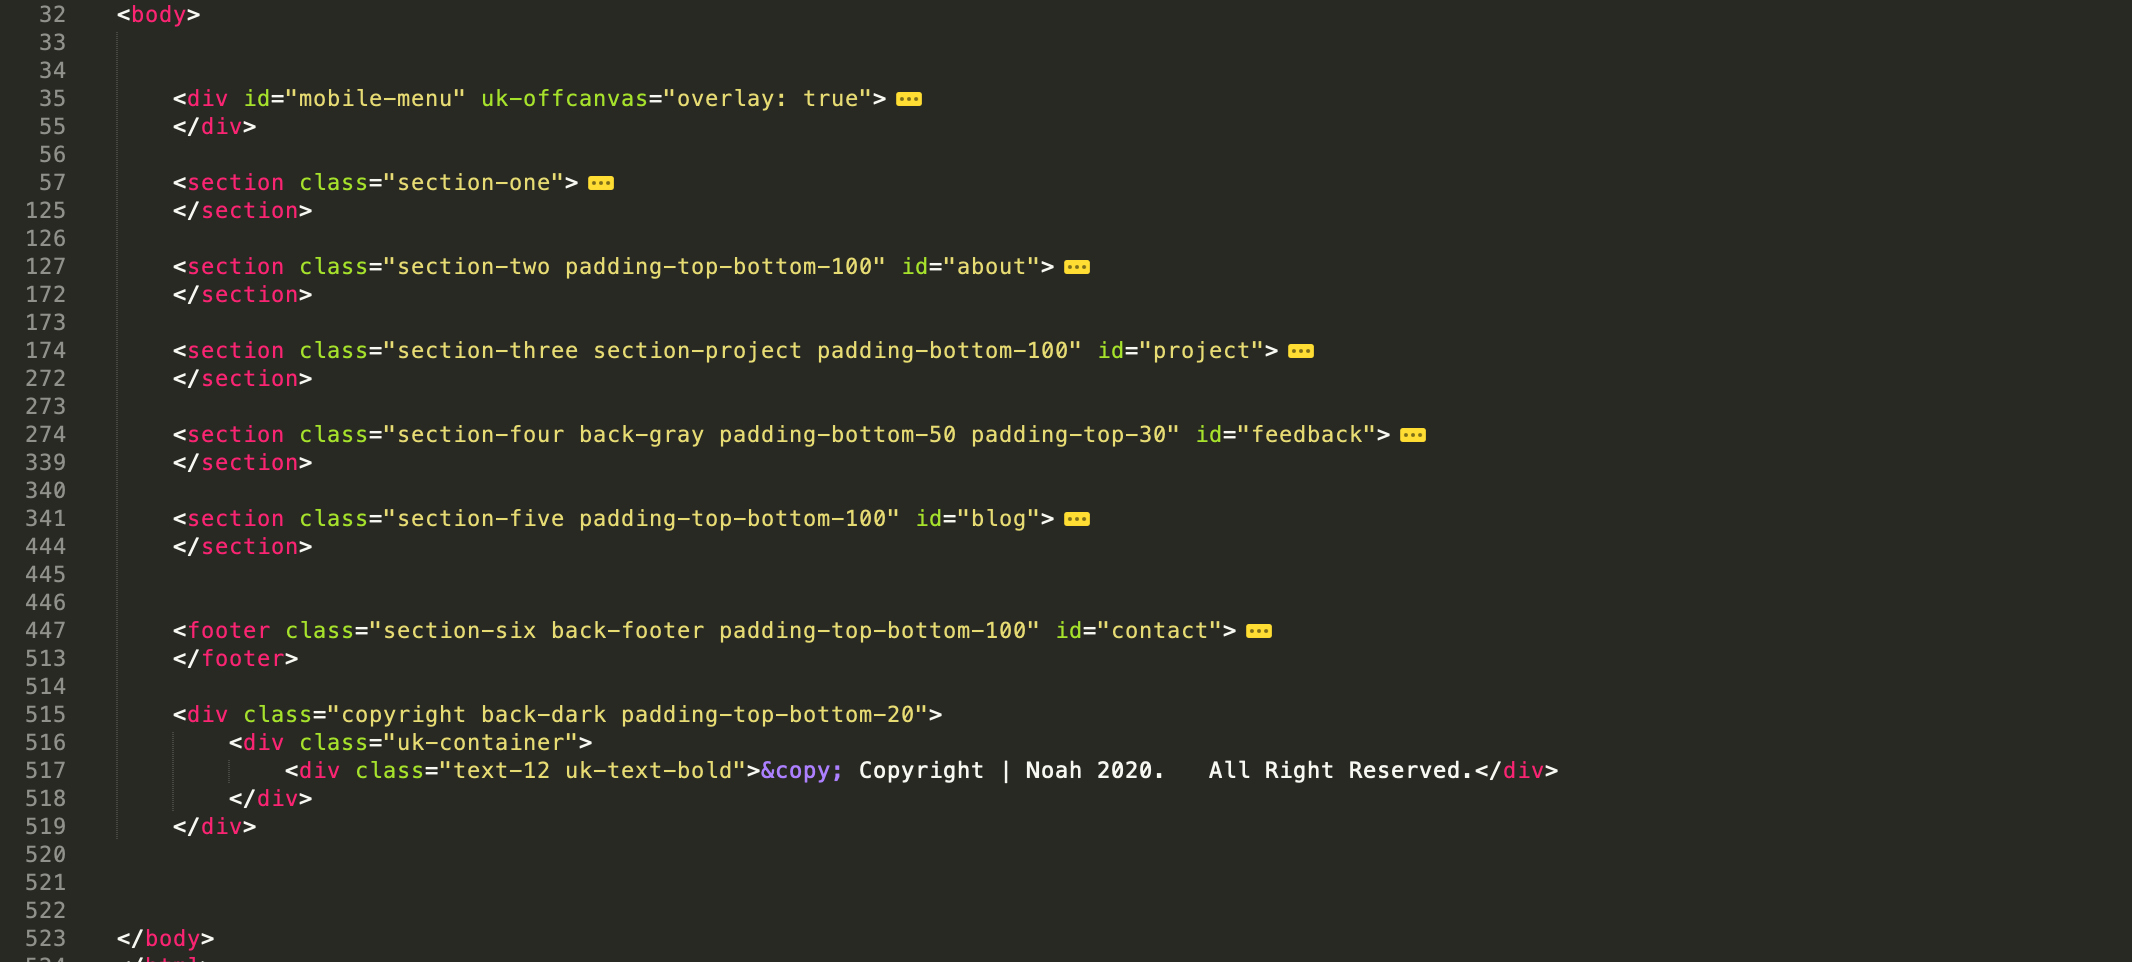 32 <body>
33
34
35 <div id="mobile-menu" uk-offcanvas="overlay: true">
55 </div>
56
57 <section class="section-one">
125 </section>
126
127 <section class="section-two padding-top-bottom-100" id="about">
172 </section>
173
174 <section class="section-three section-project padding-bottom-100" id="project">
272 </section>
273
274 <section class="section-four back-gray padding-bottom-50 padding-top-30" id="feedback">
339 </section>
340
341 <section class="section-five padding-top-bottom-100" id="blog">
444 </section>
445
446
447 <footer class="section-six back-footer padding-top-bottom-100" id="contact">
513 </footer>
514
515 <div class="copyright back-dark padding-top-bottom-20">
516 <div class="uk-container">
517 <div class="text-12 uk-text-bold">&copy; Copyright | Noah 2020.   All Right Reserved.</div>
518 </div>
519 </div>
520
521
522
523 </body>